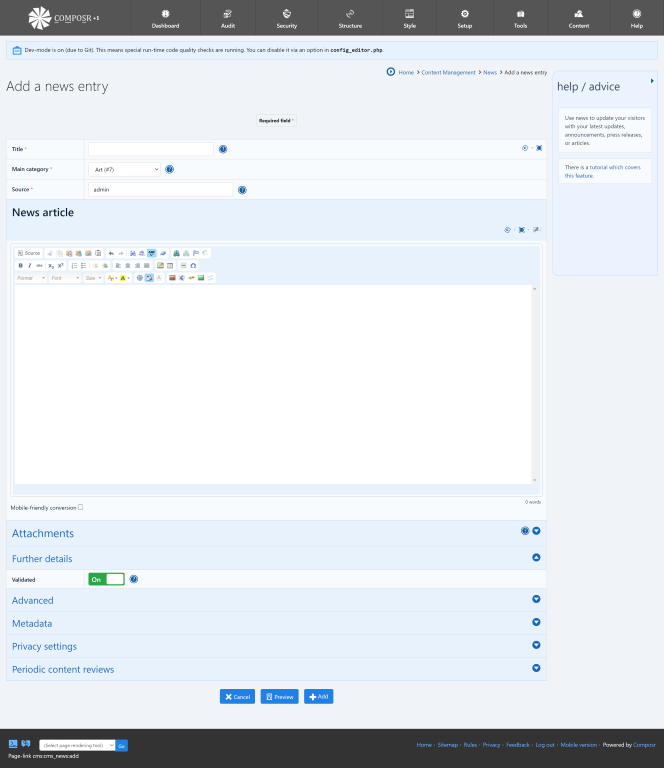 COMPOSR +1
Dashboard
Audit
Security
Structure
Style
Setup
Tools
Content
Help
Dev-mode is on (due to Git). This means special run-time code quality checks are running. You can disable it via an option in config_editor.php.
Home > Content Management > News > Add a news entry
Add a news entry
help / advice
Use news to update your visitors
with your latest updates,
announcements, press releases,
or articles.
There is a tutorial which covers
this feature.
Required field *
Title *
Main category *
Art (#7)
Source *
admin
News article
Source
Format
Font
Size
0 words
Mobile-friendly conversion
Attachments
Further details
Validated
On
Advanced
Metadata
Privacy settings
Periodic content reviews
Cancel
Preview
Add
(Select page rendering tool)
Go
Home · Sitemap · Rules · Privacy · Feedback · Log out · Mobile version · Powered by Composr
Page-link cms:cms_news:add